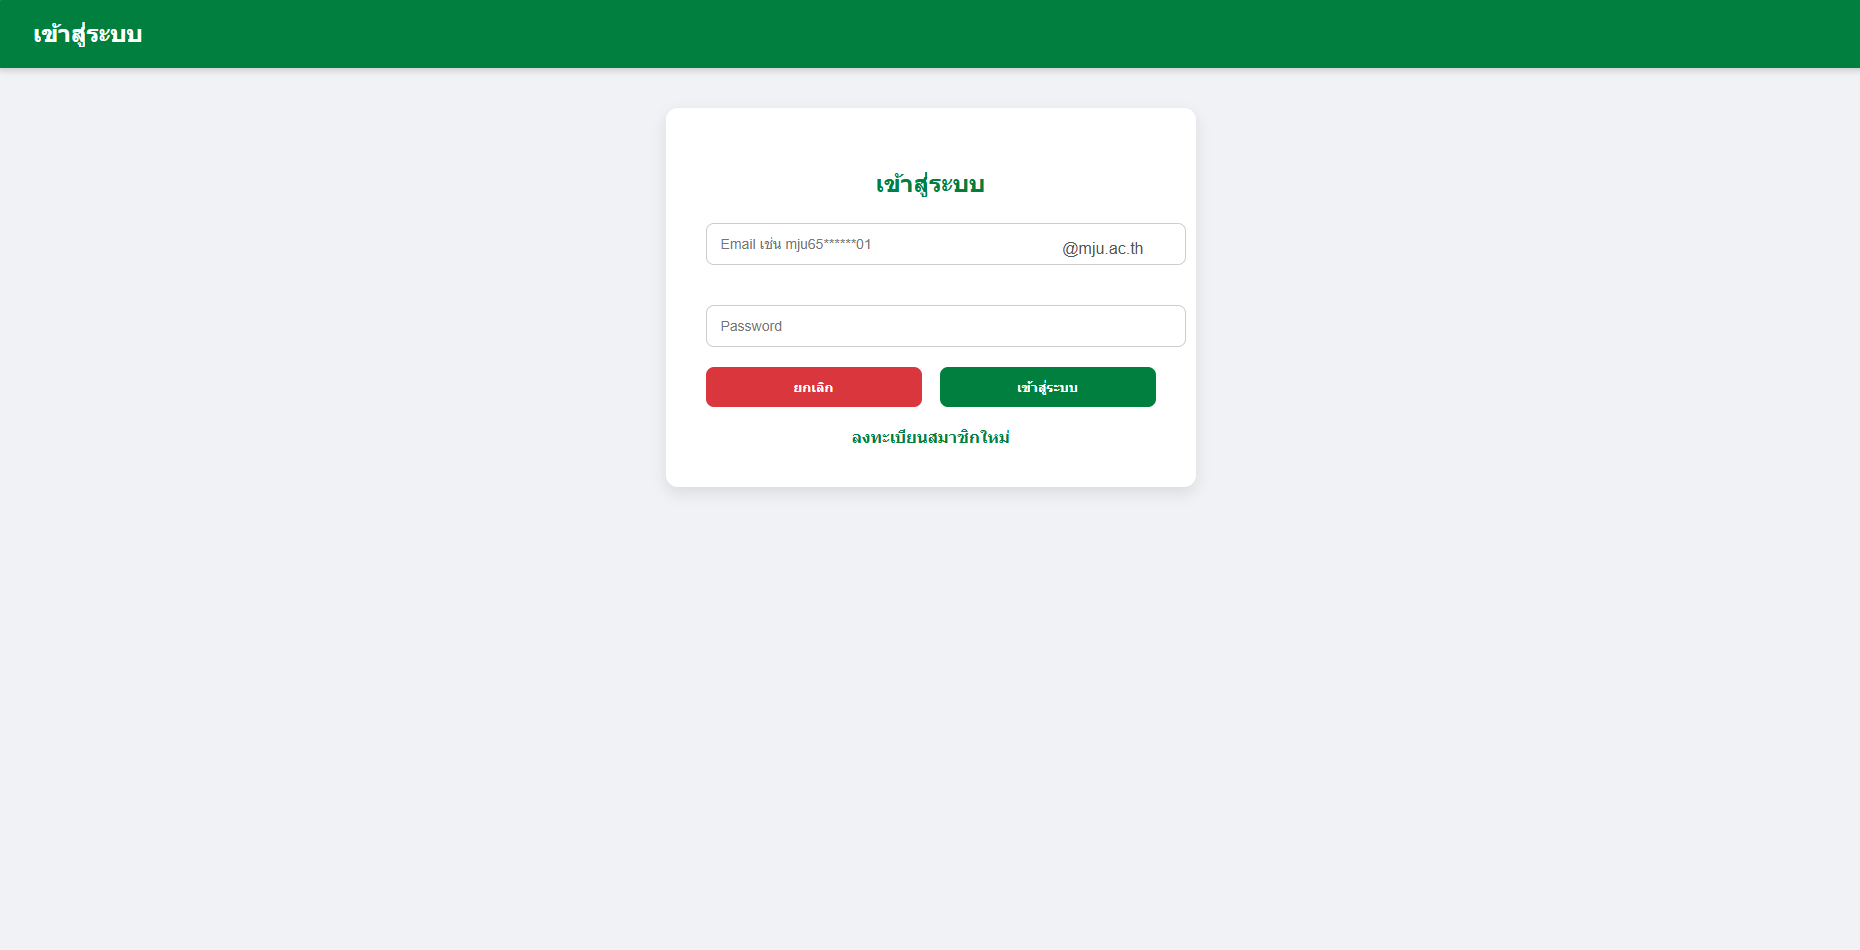 เข้าสู่ระบบ
เข้าสู่ระบบ
Email เช่น mju65******01 @mju.ac.th
Password
ยกเลิก เข้าสู่ระบบ
ลงทะเบียนสมาชิกใหม่